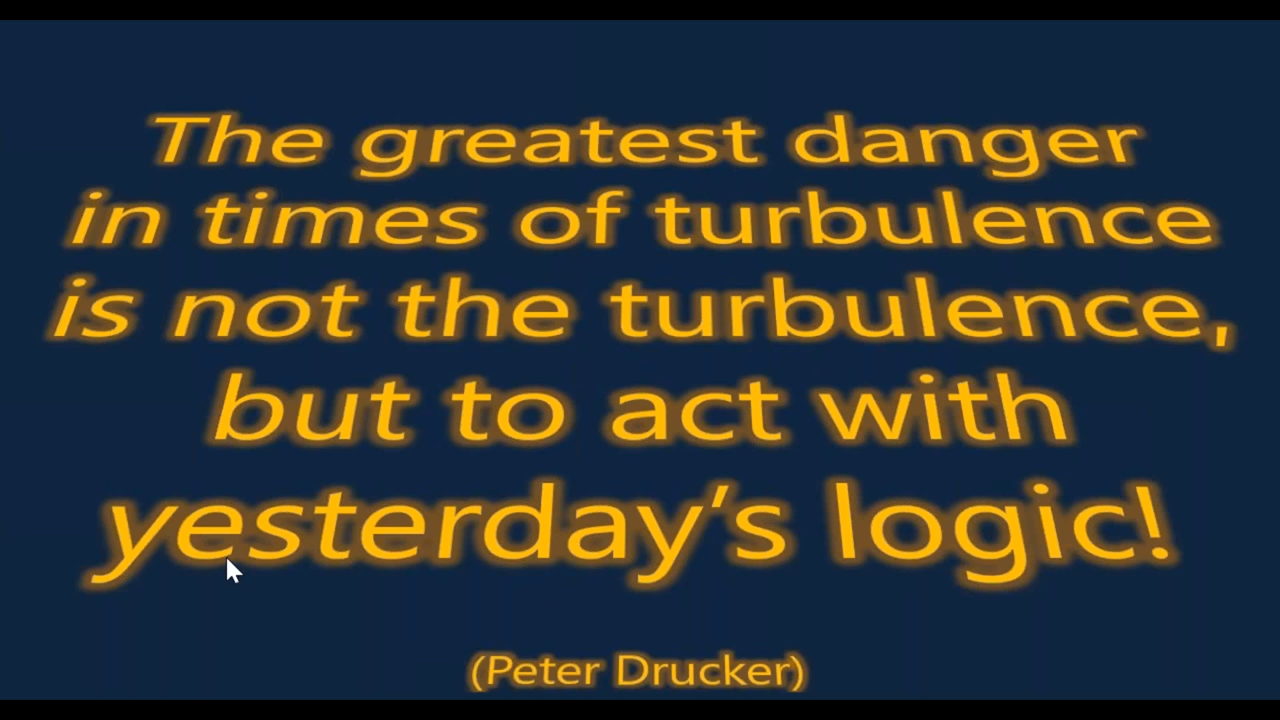 The greatest danger
in times of turbulence
is not the turbulence,
but to act with
yesterday's logic!
(Peter Drucker)